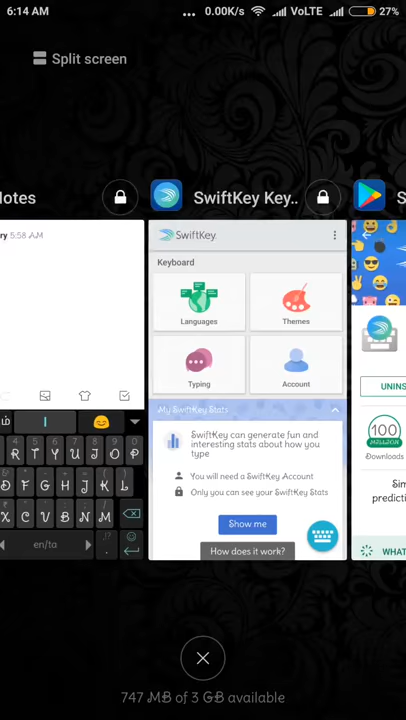 6:14 AM
... 0.00K/s VoLTE 27%
Split screen
Notes
SwiftKey Key..
S
ry 5:58 AM
SwiftKey
Keyboard
Languages
Themes
Typing
Account
My SwiftKey Stats
SwiftKey can generate fun and
interesting stats about how you
type
You will need a SwiftKey Account
Only you can see your SwiftKey Stats
Show me
How does it work?
UNINS
100
MILLION
Downloads
Sim
predicti
WHAT'
I
R T Y U I O P
D F G H J K L
X C V B N M
en/ta
747 MB of 3 GB available